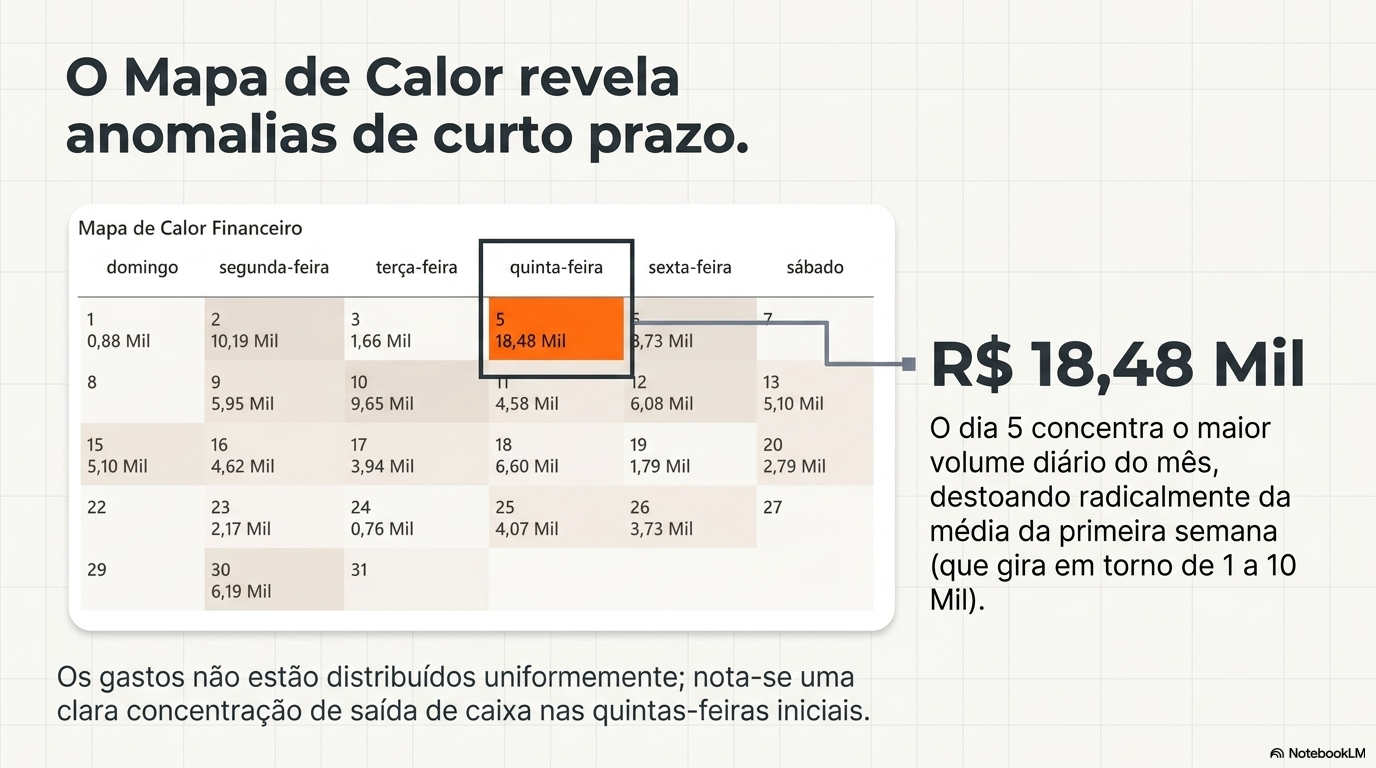 O Mapa de Calor revela
anomalias de curto prazo.
Mapa de Calor Financeiro
domingo segunda-feira terça-feira quinta-feira sexta-feira sábado
1 2 3 5 6 7
0,88 Mil 10,19 Mil 1,66 Mil 18,48 Mil 3,73 Mil
8 9 10 11 12 13
5,95 Mil 9,65 Mil 4,58 Mil 6,08 Mil 5,10 Mil
15 16 17 18 19 20
5,10 Mil 4,62 Mil 3,94 Mil 6,60 Mil 1,79 Mil 2,79 Mil
22 23 24 25 26 27
2,17 Mil 0,76 Mil 4,07 Mil 3,73 Mil
29 30 31
6,19 Mil
R$ 18,48 Mil
O dia 5 concentra o maior
volume diário do mês,
destoando radicalmente da
média da primeira semana
(que gira em torno de 1 a 10
Mil).
Os gastos não estão distribuídos uniformemente; nota-se uma
clara concentração de saída de caixa nas quintas-feiras iniciais.
NotebookLM